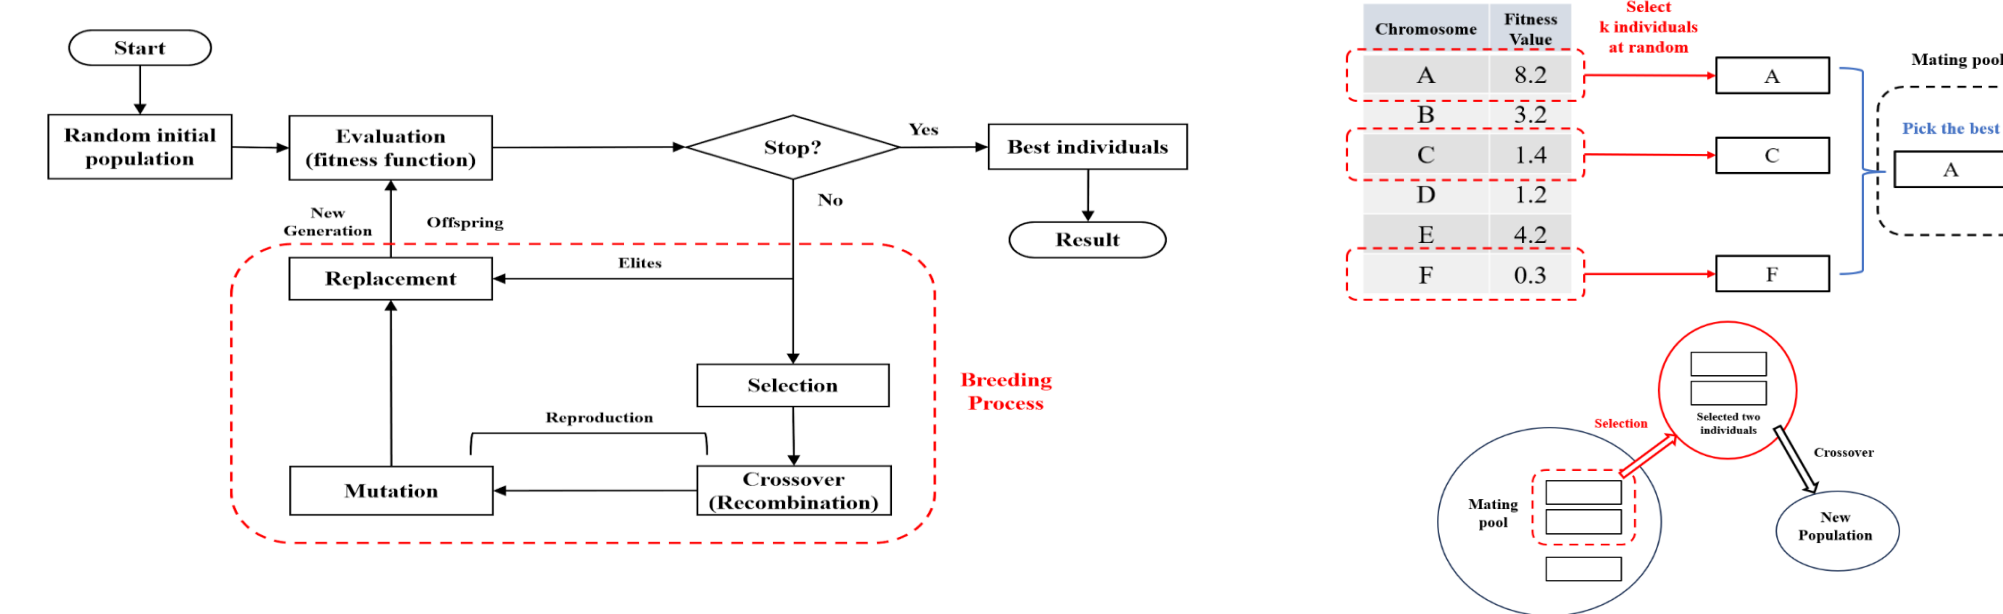 Start
Random initial
population
Evaluation
(fitness function)
Stop?
Yes
Best individuals
No
Result
New
Generation
Offspring
Replacement
Elites
Selection
Breeding
Process
Reproduction
Mutation
Crossover
(Recombination)
Chromosome
Fitness
Value
A 8.2
B 3.2
C 1.4
D 1.2
E 4.2
F 0.3
Select
k individuals
at random
A
C
F
Mating pool
Pick the best
A
Selected two
individuals
Selection
Crossover
Mating
pool
New
Population